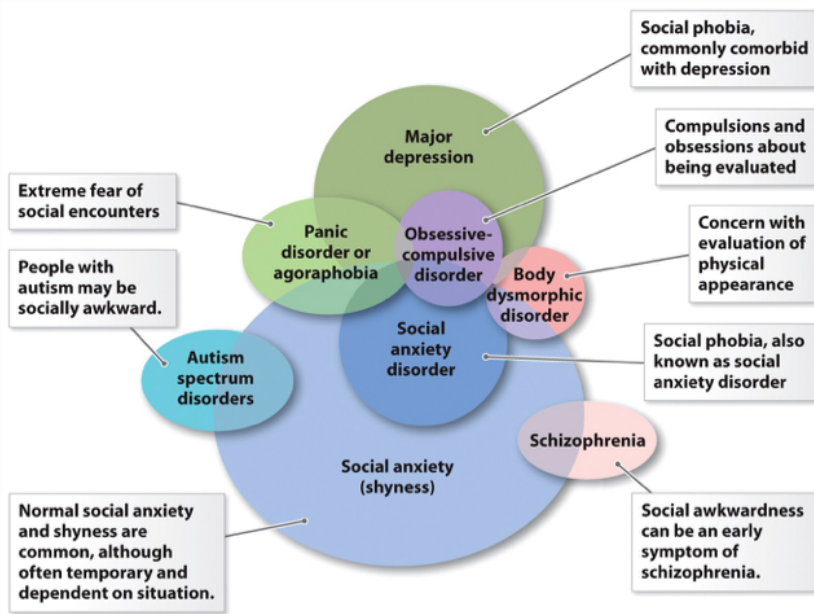 Social phobia,
commonly comorbid
with depression
Major
depression
Compulsions and
obsessions about
being evaluated
Extreme fear of
social encounters
Panic
disorder or
agoraphobia
Obsessive-
compulsive
disorder
Concern with
evaluation of
physical
appearance
Body
dysmorphic
disorder
People with
autism may be
socially awkward.
Social
anxiety
disorder
Social phobia, also
known as social
anxiety disorder
Autism
spectrum
disorders
Schizophrenia
Social anxiety
(shyness)
Normal social anxiety
and shyness are
common, although
often temporary and
dependent on situation.
Social awkwardness
can be an early
symptom of
schizophrenia.